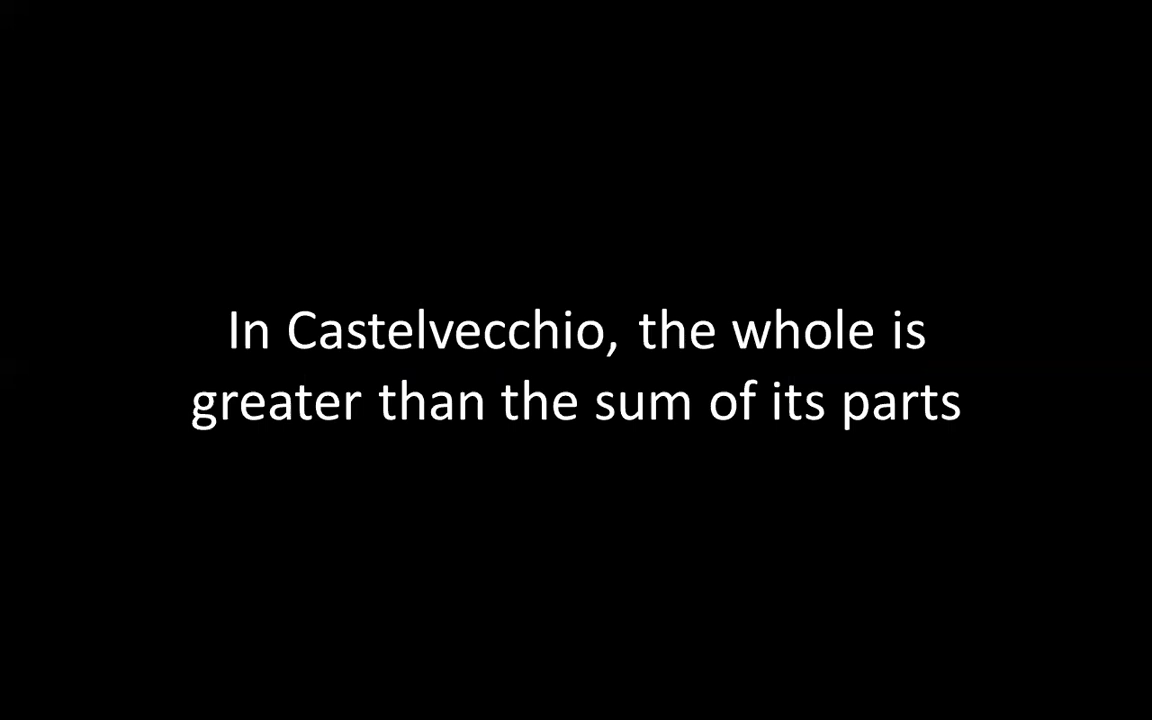 In Castelvecchio, the whole is
greater than the sum of its parts